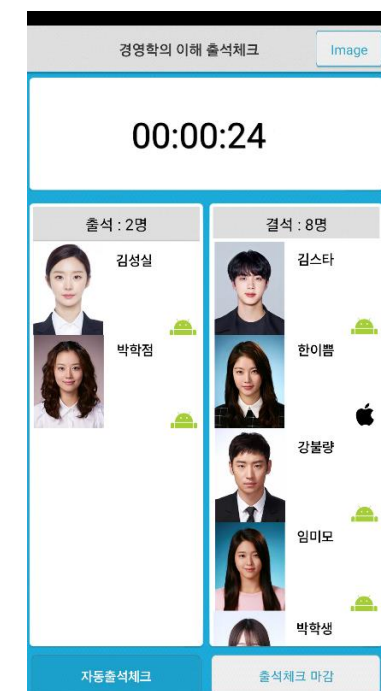 경영학의 이해 출석체크
Image
00:00:24
출석 : 2명
김성실
박학점
결석 : 8명
김스타
한이쁨
강불량
임미모
박학생
자동출석체크
출석체크 마감